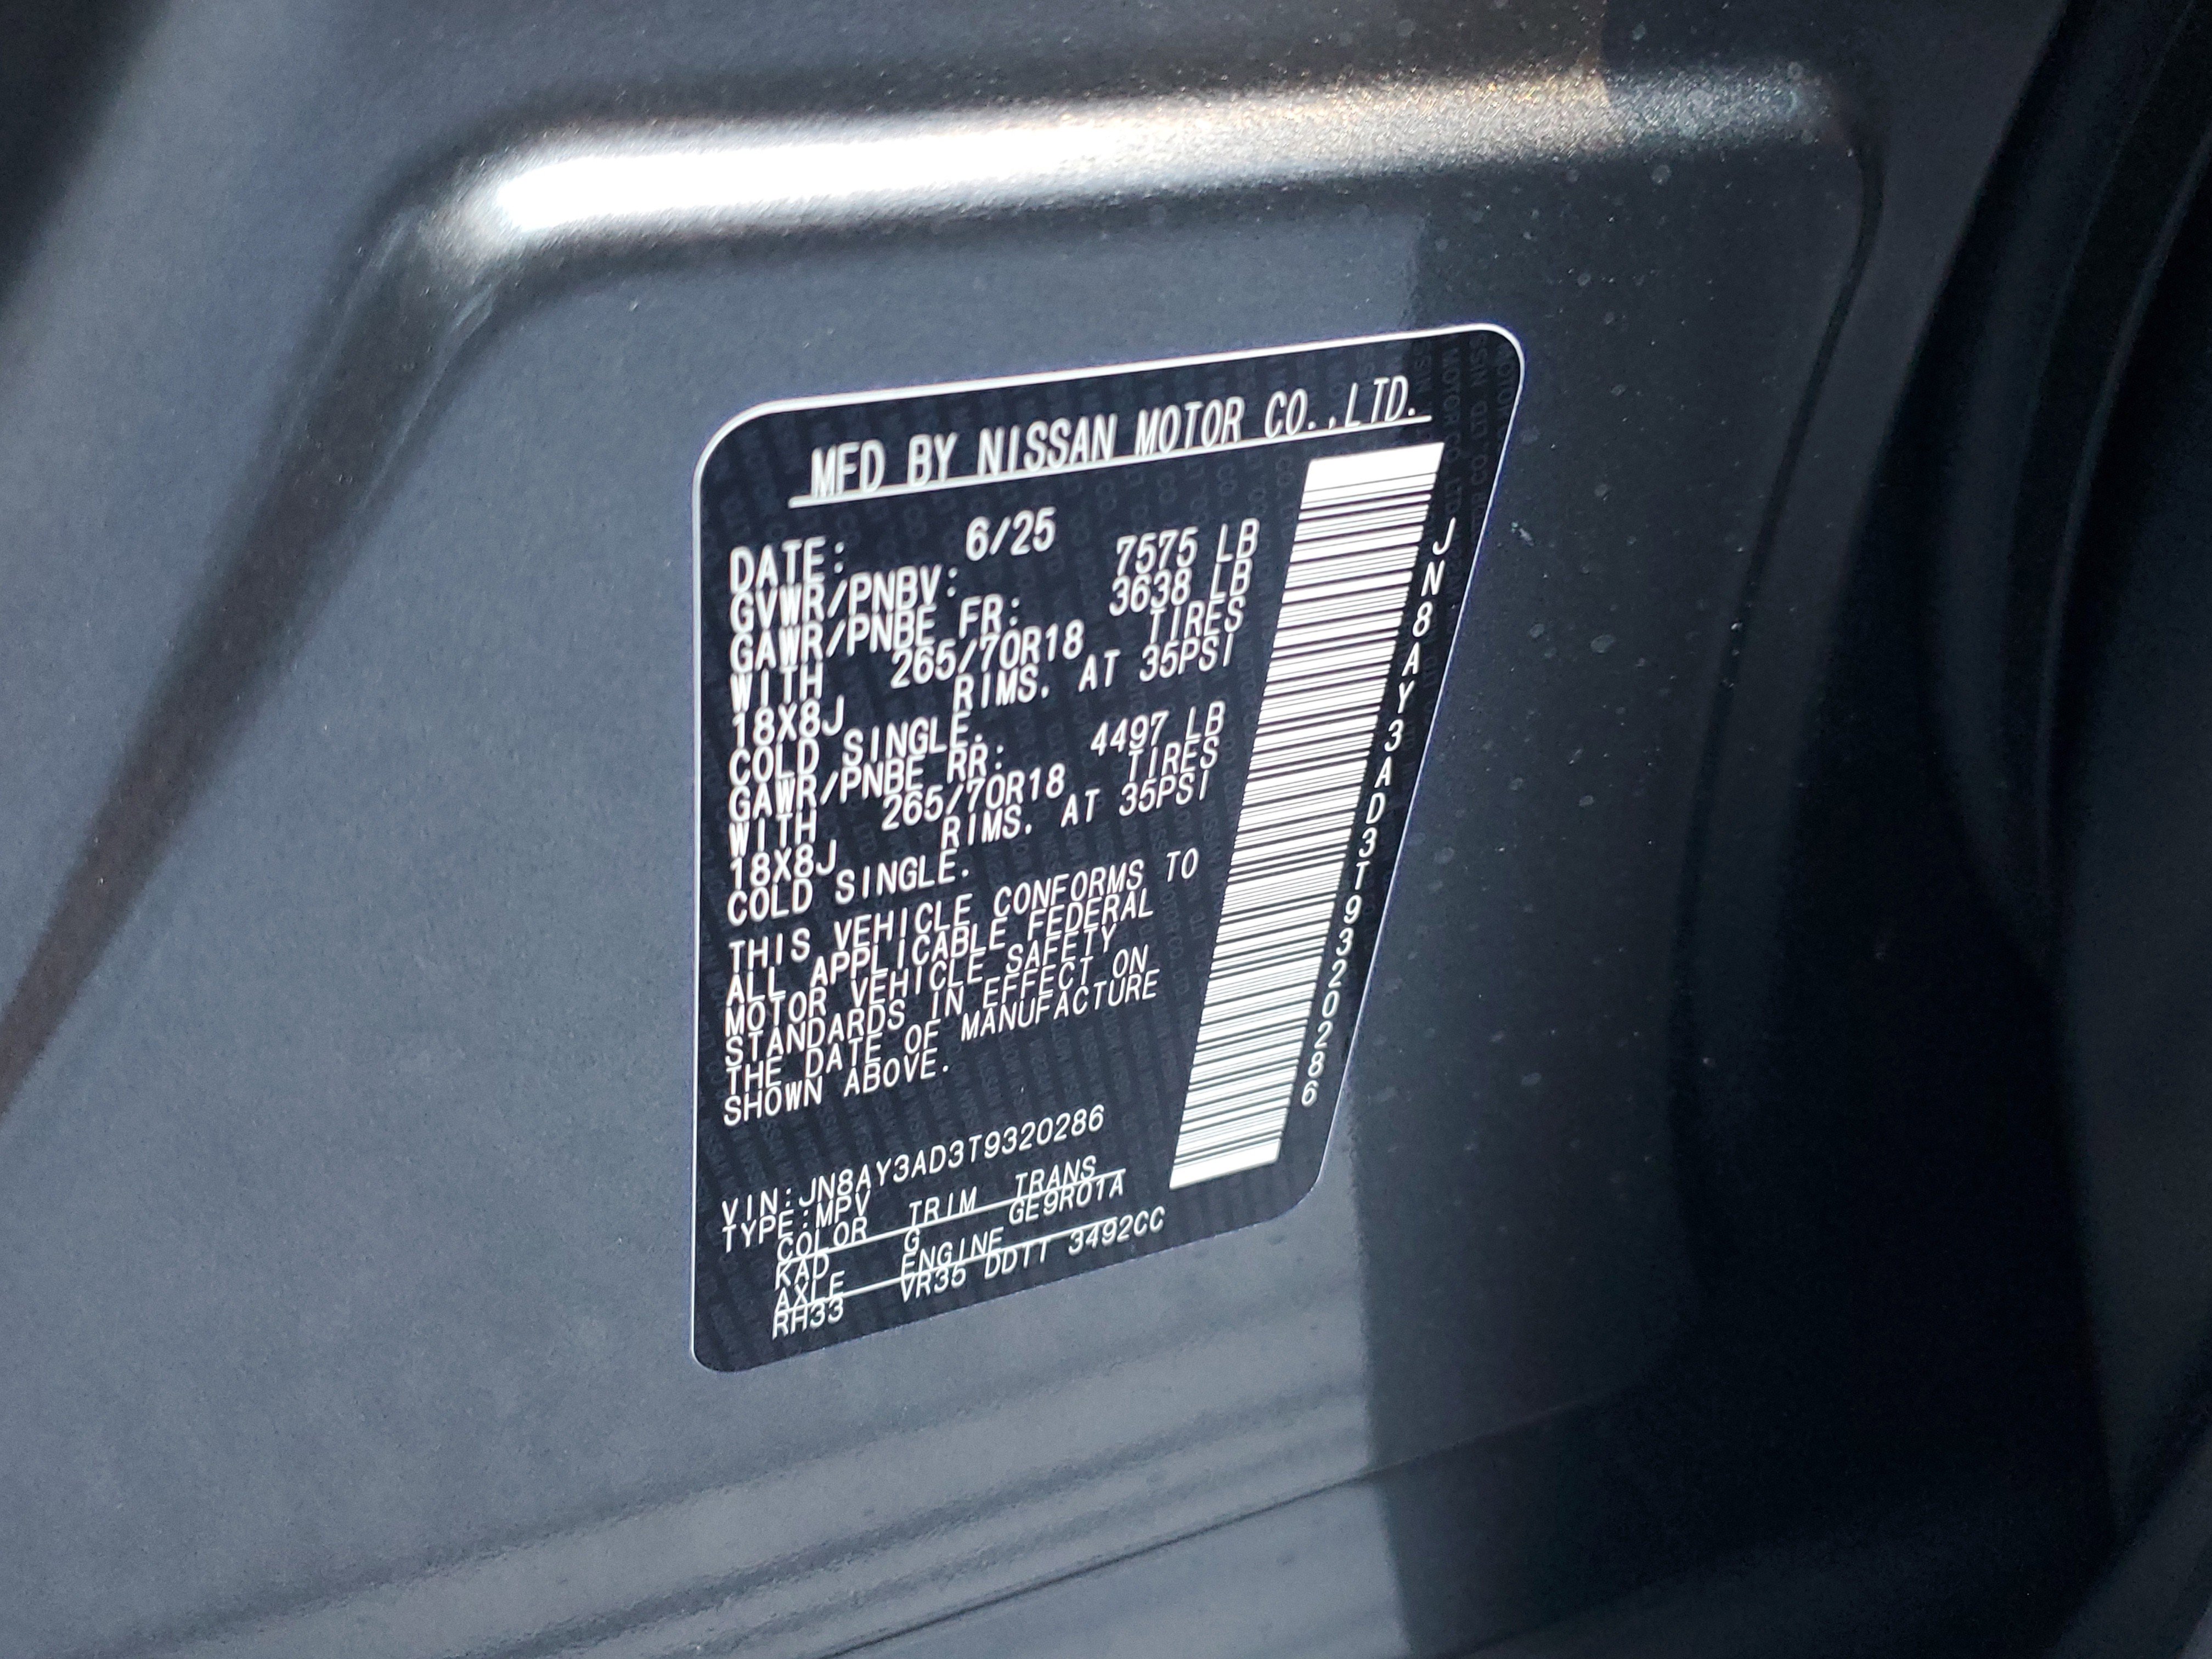 MFD BY NISSAN MOTOR CO.,LTD.
DATE: 6/25
GVWR/PNBV: 7575 LB
GAWR/PNBE FR: 3638 LB
WITH 265/70R18 TIRES
18X8J RIMS. AT 35PSI
COLD SINGLE.
GAWR/PNBE RR: 4497 LB
WITH 265/70R18 TIRES
18X8J RIMS. AT 35PSI
COLD SINGLE.
THIS VEHICLE CONFORMS TO
ALL APPLICABLE FEDERAL
MOTOR VEHICLE SAFETY
STANDARDS IN EFFECT ON
THE DATE OF MANUFACTURE
SHOWN ABOVE.
VIN:JN8AY3AD3T9320286
TYPE:MPV
COLOR TRIM TRANS
KAD G GE9R01A
AXLE ENGINE
RH33 VR35 DDTT 3492CC
JN8AY3AD3T9320286